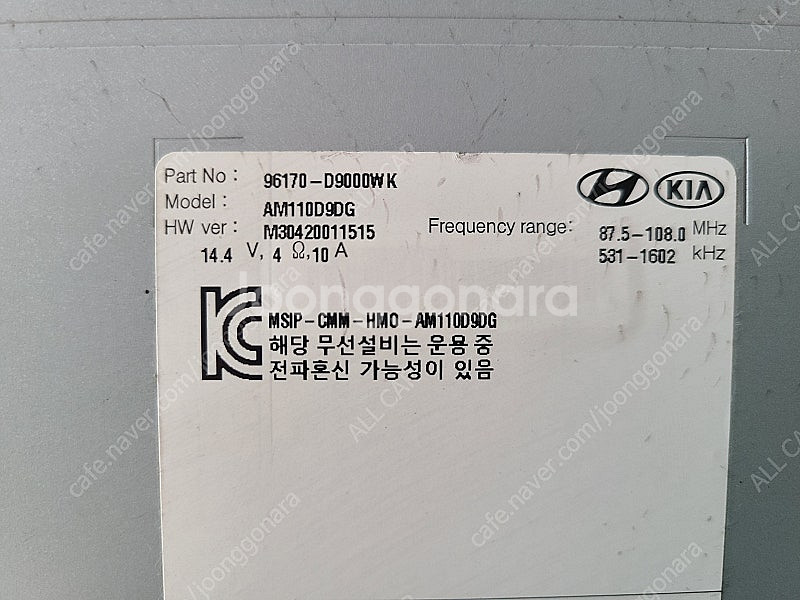 Part No : 96170-D9000WK
Model : AM110D9DG
HW ver : M30420011515
14.4 V, 4 Ω, 10 A
KIA
Frequency range: 87.5-108.0 MHz
531-1602 kHz
Joonggonara
MSIP-CMM-HMO-AM110D9DG
해당 무선설비는 운용 중
전파혼신 가능성이 있음
ALL CAR
cafe.naver.com/joonggonara